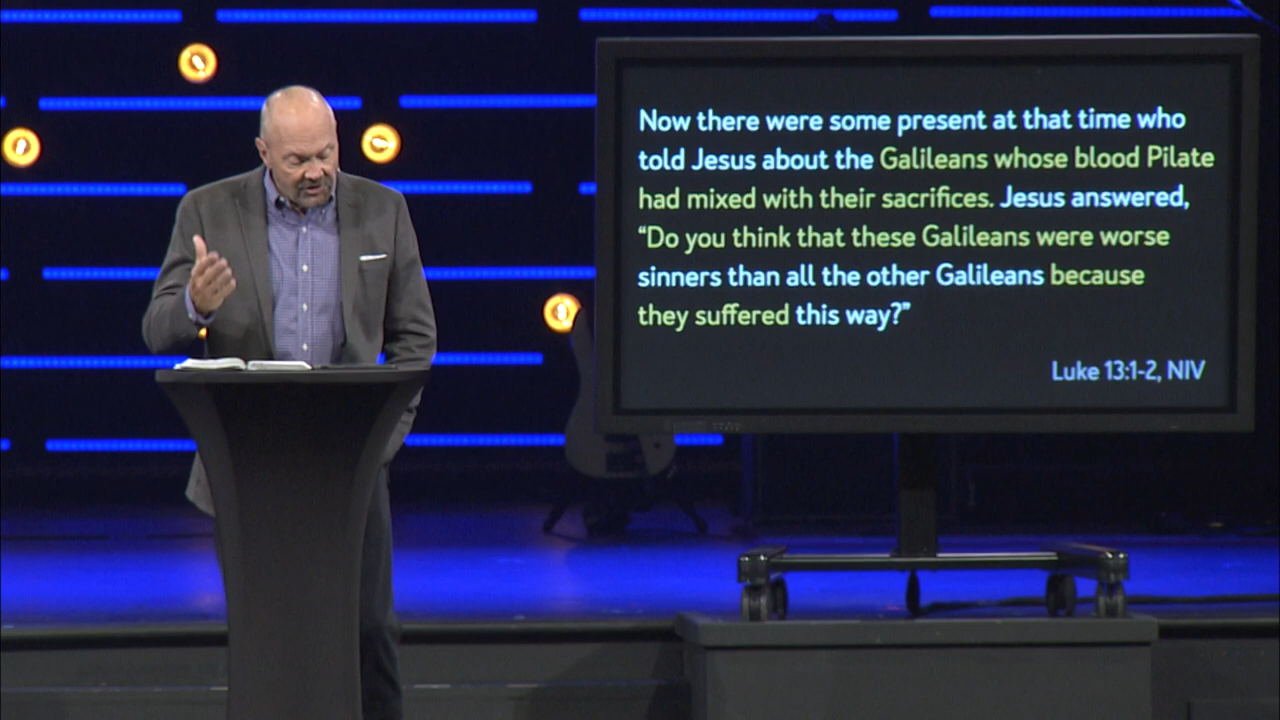 Now there were some present at that time who
told Jesus about the Galileans whose blood Pilate
had mixed with their sacrifices. Jesus answered,
“Do you think that these Galileans were worse
sinners than all the other Galileans because
they suffered this way?”
Luke 13:1-2, NIV